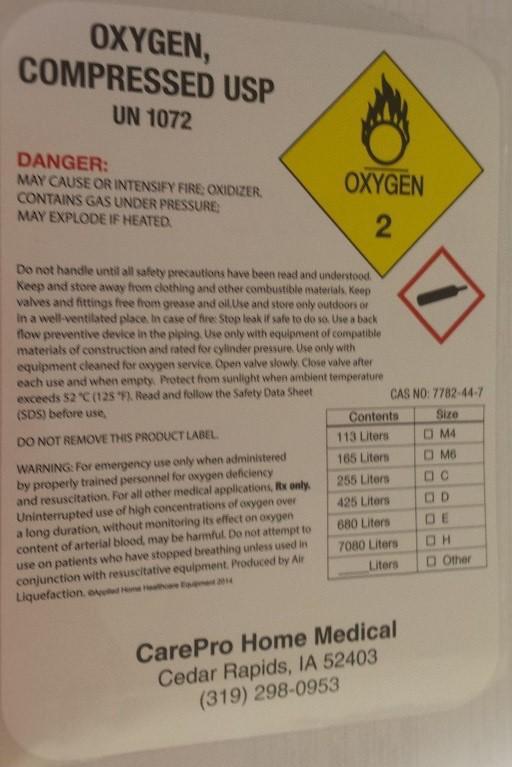 OXYGEN,
COMPRESSED USP
UN 1072
OXYGEN
2
DANGER:
MAY CAUSE OR INTENSIFY FIRE; OXIDIZER.
CONTAINS GAS UNDER PRESSURE;
MAY EXPLODE IF HEATED.
Do not handle until all safety precautions have been read and understood.
Keep and store away from clothing and other combustible materials. Keep
valves and fittings free from grease and oil.Use and store only outdoors or
in a well-ventilated place. In case of fire: Stop leak if safe to do so. Use a back
flow preventive device in the piping. Use only with equipment of compatible
materials of construction and rated for cylinder pressure. Use only with
equipment cleaned for oxygen service. Open valve slowly. Close valve after
each use and when empty. Protect from sunlight when ambient temperature
exceeds 52 °C (125 °F). Read and follow the Safety Data Sheet
(SDS) before use,
DO NOT REMOVE THIS PRODUCT LABEL.
WARNING: For emergency use only when administered
by properly trained personnel for oxygen deficiency
and resuscitation. For all other medical applications, Rx only.
Uninterrupted use of high concentrations of oxygen over
a long duration, without monitoring its effect on oxygen
content of arterial blood, may be harmful. Do not attempt to
use on patients who have stopped breathing unless used in
conjunction with resuscitative equipment. Produced by Air
Liquefaction. ©Applied Home Healthcare Equipment 2014
CAS NO: 7782-44-7
Contents Size
113 Liters ☐ M4
165 Liters ☐ M6
255 Liters ☐ C
425 Liters ☐ D
680 Liters ☐ E
7080 Liters ☐ H
____ Liters ☐ Other
CarePro Home Medical
Cedar Rapids, IA 52403
(319) 298-0953